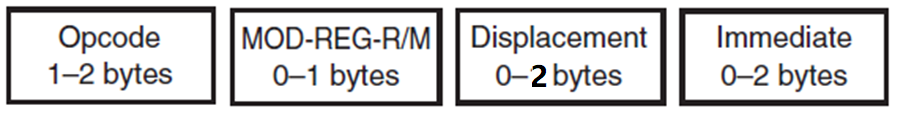 Opcode
1–2 bytes
MOD-REG-R/M
0–1 bytes
Displacement
0–2 bytes
Immediate
0–2 bytes